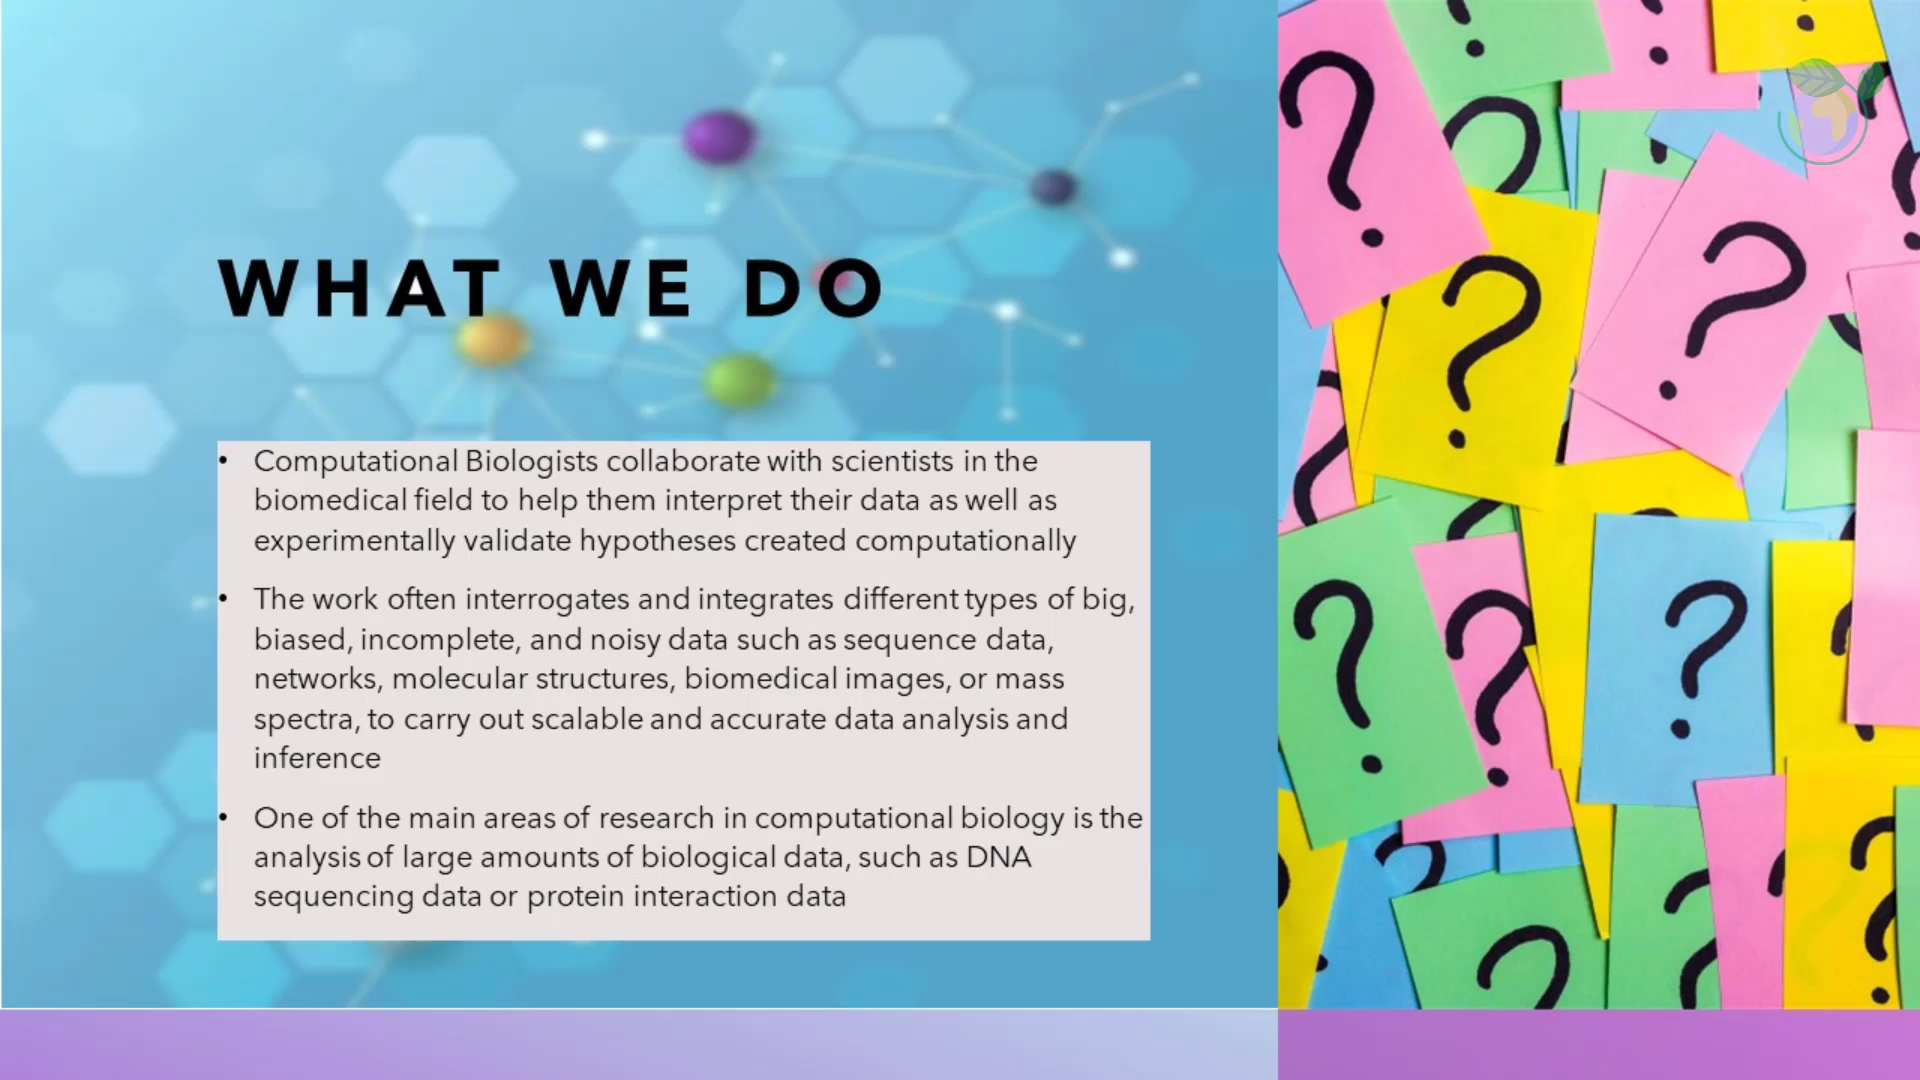 WHAT WE DO
• Computational Biologists collaborate with scientists in the
biomedical field to help them interpret their data as well as
experimentally validate hypotheses created computationally
• The work often interrogates and integrates different types of big,
biased, incomplete, and noisy data such as sequence data,
networks, molecular structures, biomedical images, or mass
spectra, to carry out scalable and accurate data analysis and
inference
• One of the main areas of research in computational biology is the
analysis of large amounts of biological data, such as DNA
sequencing data or protein interaction data